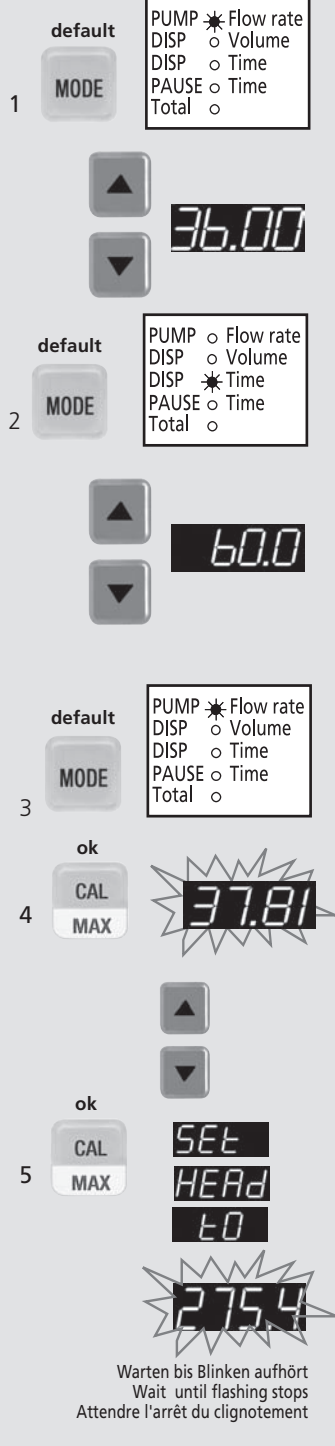 default
1
MODE
PUMP Flow rate
DISP Volume
DISP Time
PAUSE Time
Total
36.00
default
2
MODE
PUMP Flow rate
DISP Volume
DISP Time
PAUSE Time
Total
60.0
default
3
MODE
PUMP Flow rate
DISP Volume
DISP Time
PAUSE Time
Total
ok
4
CAL
MAX
37.81
ok
5
CAL
MAX
SEt
HEAd
t0
275.4
Warten bis Blinken aufhört
Wait until flashing stops
Attendre l'arrêt du clignotement